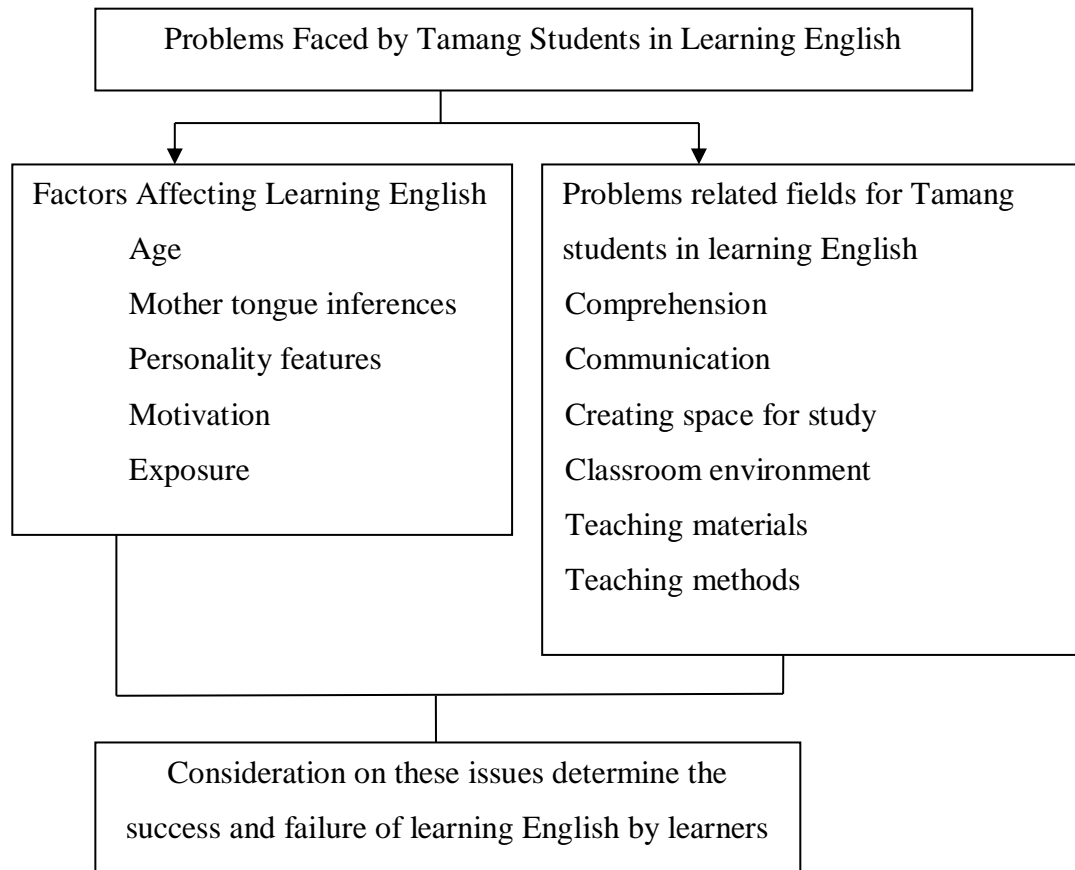 Problems Faced by Tamang Students in Learning English
Factors Affecting Learning English
Age
Mother tongue inferences
Personality features
Motivation
Exposure
Problems related fields for Tamang
students in learning English
Comprehension
Communication
Creating space for study
Classroom environment
Teaching materials
Teaching methods
Consideration on these issues determine the
success and failure of learning English by learners